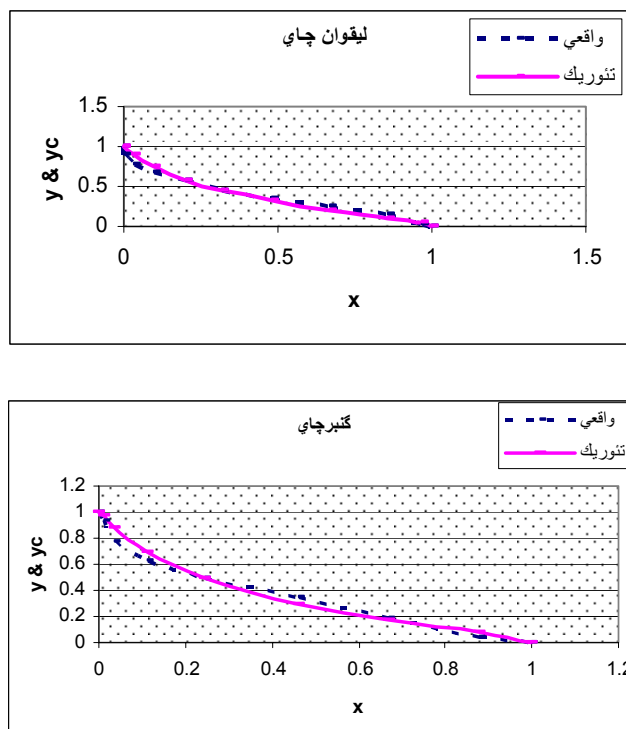 ليقوان چاي
واقعي
تئوريك
y & yc
1.5
1
0.5
0
0 0.5 1 1.5
x
گنبرچاي
واقعي
تئوريك
y & yc
1.2
1
0.8
0.6
0.4
0.2
0
0 0.2 0.4 0.6 0.8 1 1.2
x